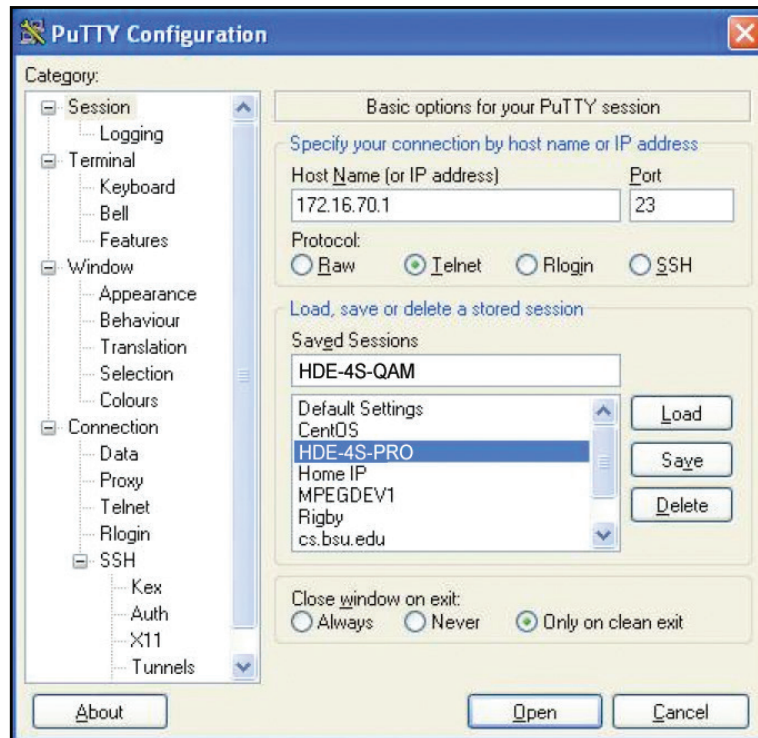 PuTTY Configuration
Category:
Session
Logging
Terminal
Keyboard
Bell
Features
Window
Appearance
Behaviour
Translation
Selection
Colours
Connection
Data
Proxy
Telnet
Rlogin
SSH
Kex
Auth
X11
Tunnels
Basic options for your PuTTY session
Specify your connection by host name or IP address
Host Name (or IP address) Port
172.16.70.1 23
Protocol:
Raw Telnet Rlogin SSH
Load, save or delete a stored session
Saved Sessions
HDE-4S-QAM
Default Settings
CentOS
HDE-4S-PRO
Home IP
MPEGDEV1
Rigby
cs.bsu.edu
Load
Save
Delete
Close window on exit:
Always Never Only on clean exit
About Open Cancel